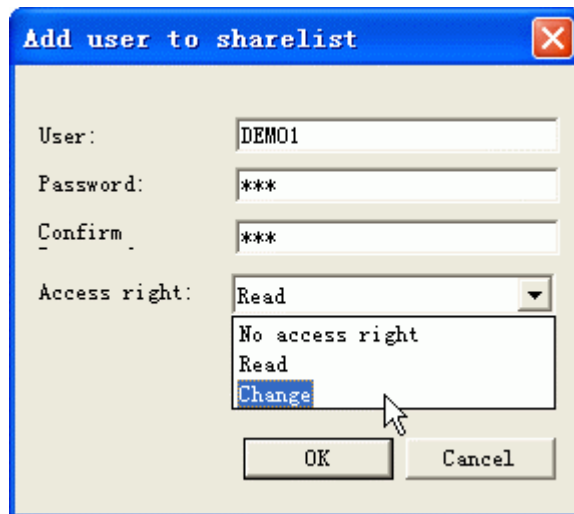 Add user to sharelist
User:
DEMO1
Password:
***
Confirm
***
Access right:
Read
No access right
Read
Change
OK
Cancel